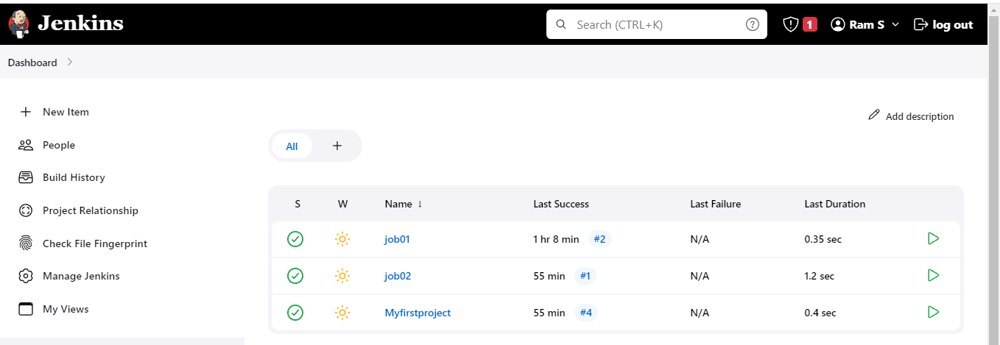 Jenkins
Search (CTRL+K)
?
1
Ram S
log out
Dashboard
New Item
People
Build History
Project Relationship
Check File Fingerprint
Manage Jenkins
My Views
Add description
All +
S W Name ↓ Last Success Last Failure Last Duration
job01 1 hr 8 min #2 N/A 0.35 sec
job02 55 min #1 N/A 1.2 sec
Myfirstproject 55 min #4 N/A 0.4 sec